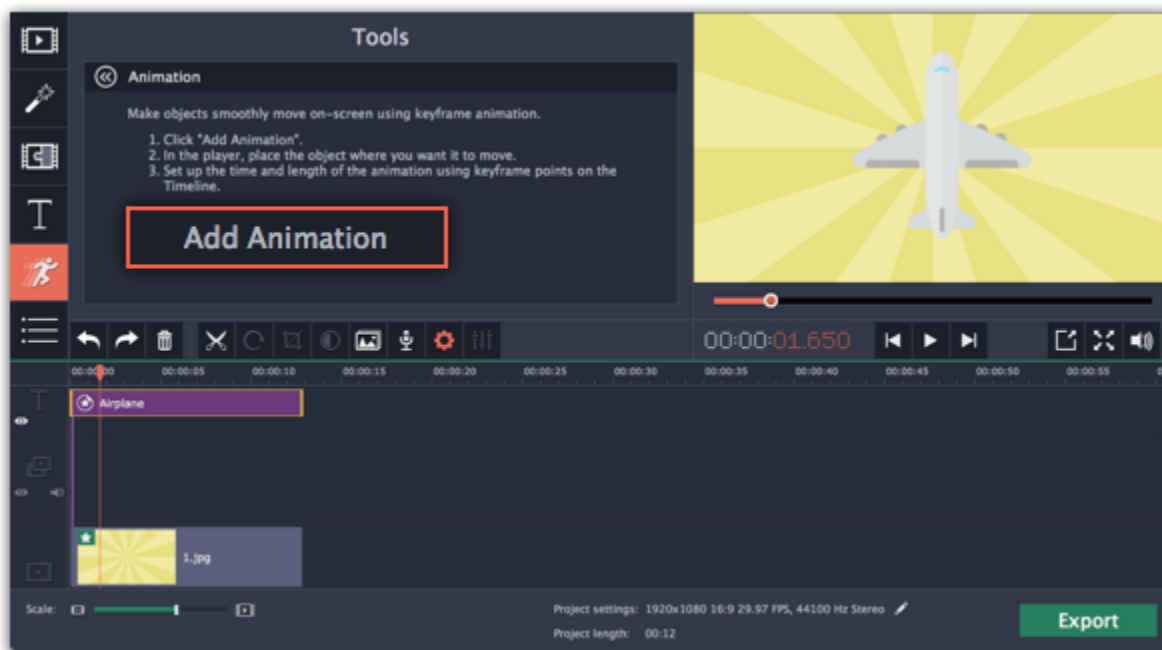 Tools
Animation
Make objects smoothly move on-screen using keyframe animation.
1. Click "Add Animation".
2. In the player, place the object where you want it to move.
3. Set up the time and length of the animation using keyframe points on the
Timeline.
Add Animation
00:00:01.650
00:00:00 00:00:05 00:00:10 00:00:15 00:00:20 00:00:25 00:00:30 00:00:35 00:00:40 00:00:45 00:00:50 00:00:55
Airplane
1.jpg
Scale:
Project settings: 1920x1080 16:9 29.97 FPS, 44100 Hz Stereo
Project length: 00:12
Export